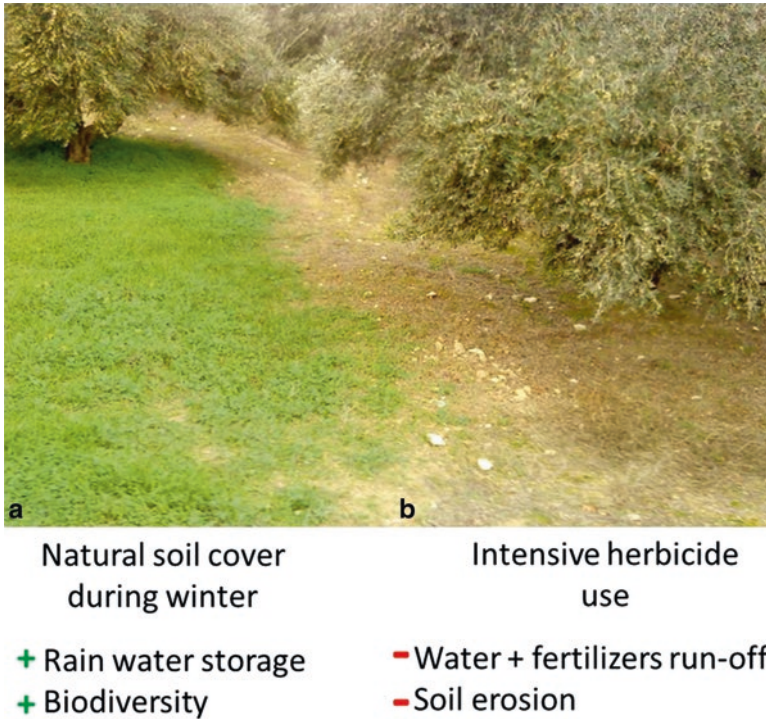 a b
Natural soil cover
during winter
Intensive herbicide
use
+ Rain water storage
+ Biodiversity
- Water + fertilizers run-off
- Soil erosion